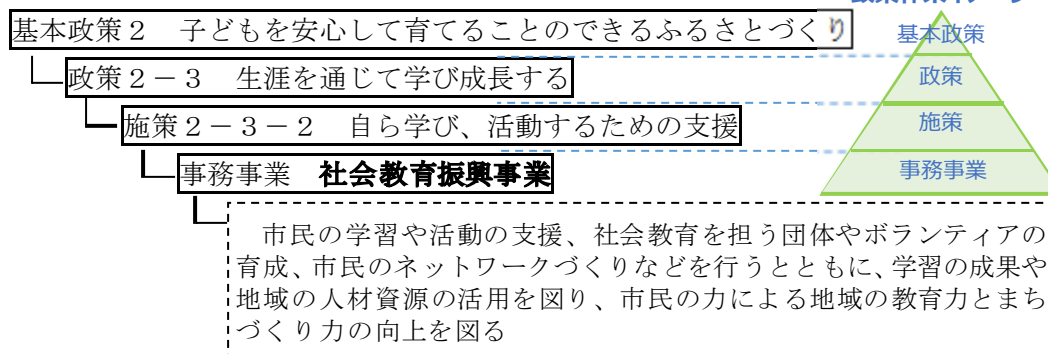 基本政策２　子どもを安心して育てることのできるふるさとづくり
政策２－３　生涯を通じて学び成長する
施策２－３－２　自ら学び、活動するための支援
事務事業　社会教育振興事業
市民の学習や活動の支援、社会教育を担う団体やボランティアの
育成、市民のネットワークづくりなどを行うとともに、学習の成果や
地域の人材資源の活用を図り、市民の力による地域の教育力とまち
づくり力の向上を図る
基本政策
政策
施策
事務事業